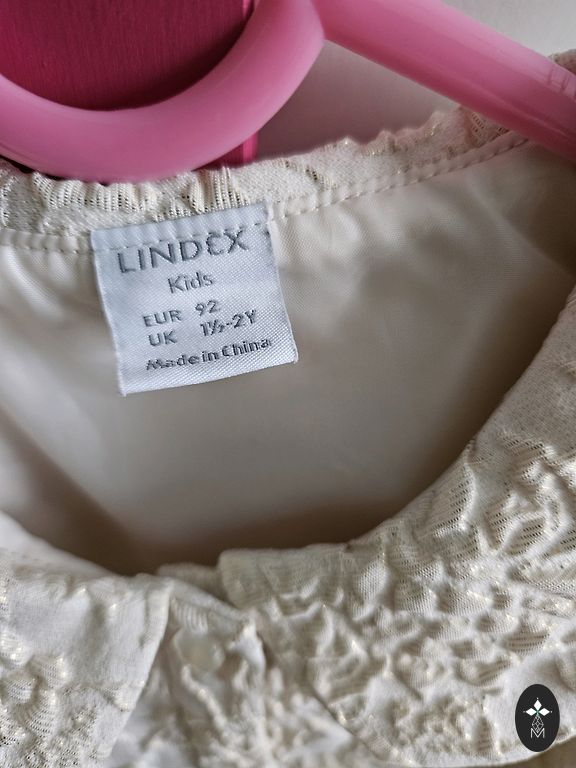 LINDEX
Kids
EUR 92
UK 1½-2Y
Made in China
M